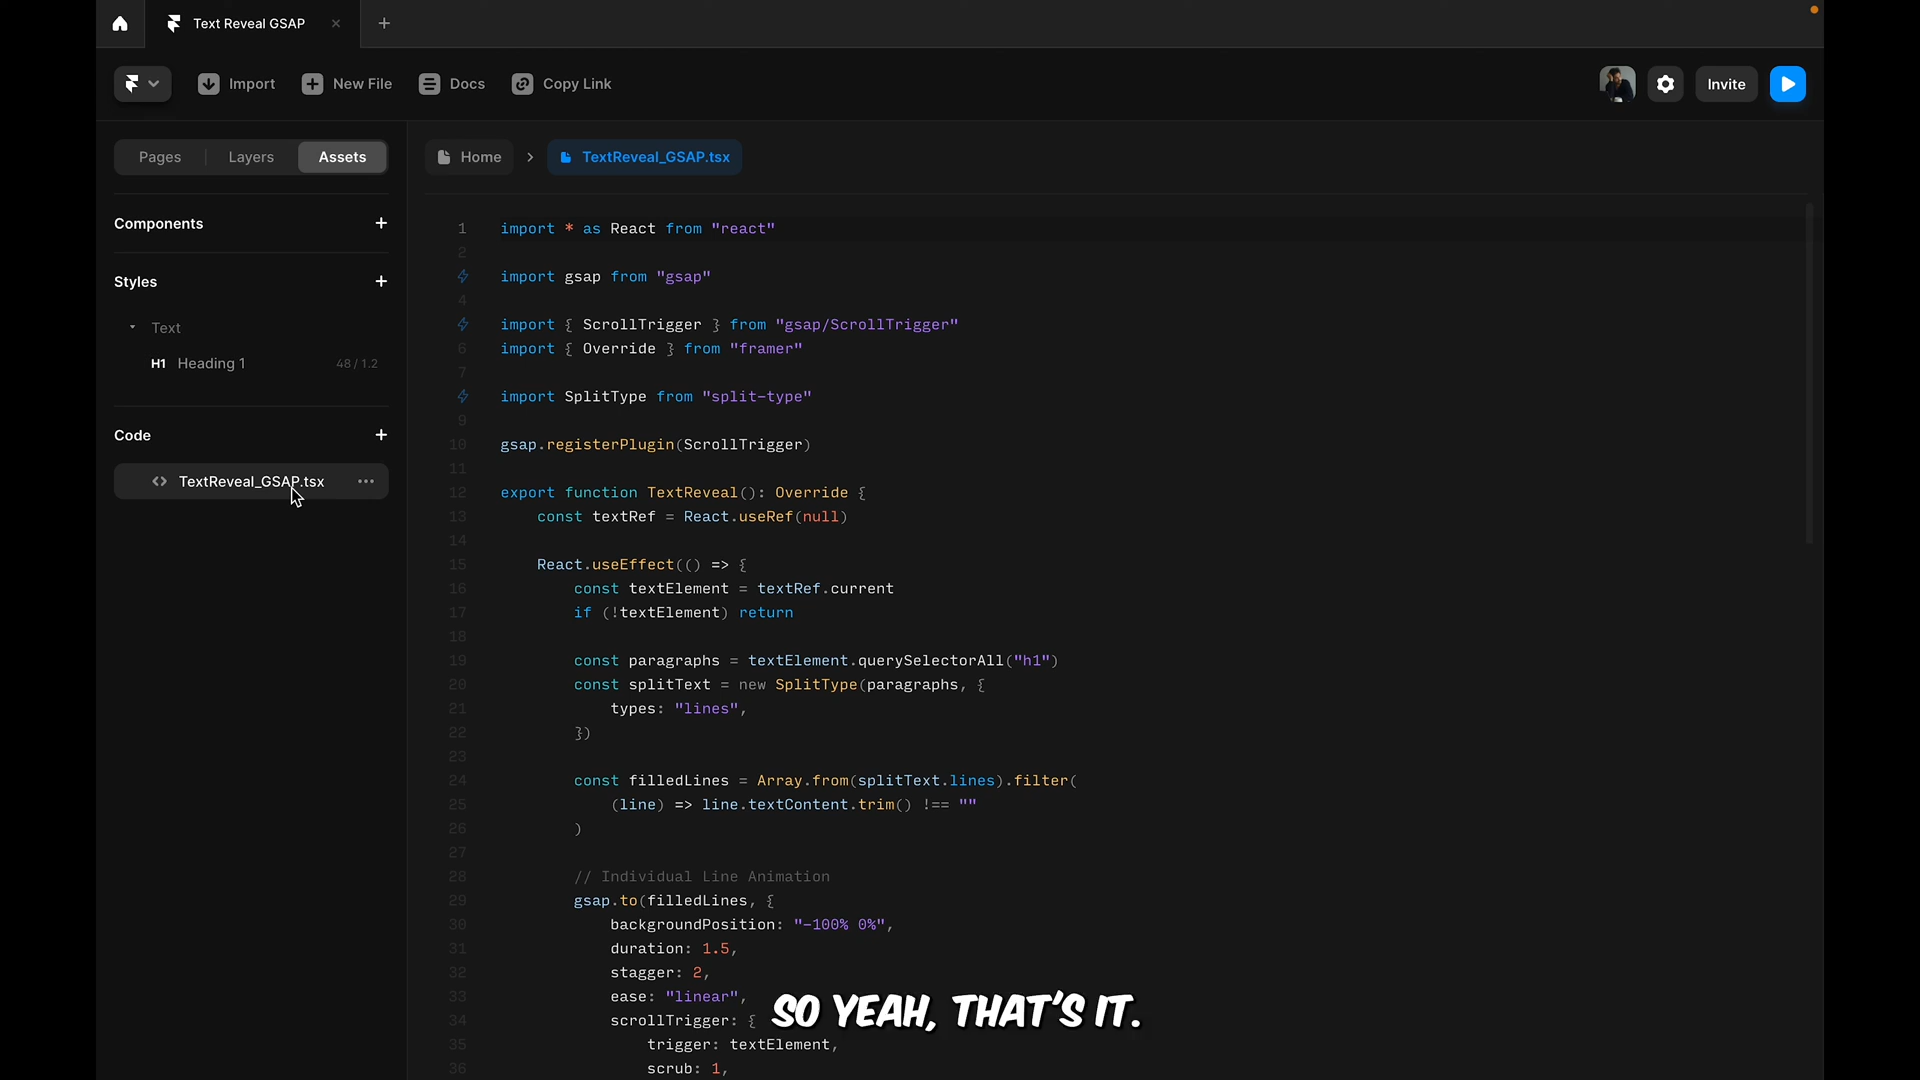 Text Reveal GSAP
Import
New File
Docs
Copy Link
Invite
Pages
Layers
Assets
Components
Styles
Text
H1 Heading 1 48 / 1.2
Code
TextReveal_GSAP.tsx
Home
TextReveal_GSAP.tsx
1 import * as React from "react"
2
import gsap from "gsap"
4
import { ScrollTrigger } from "gsap/ScrollTrigger"
6 import { Override } from "framer"
7
import SplitType from "split-type"
9
10 gsap.registerPlugin(ScrollTrigger)
11
12 export function TextReveal(): Override {
13 const textRef = React.useRef(null)
14
15 React.useEffect(() => {
16 const textElement = textRef.current
17 if (!textElement) return
18
19 const paragraphs = textElement.querySelectorAll("h1")
20 const splitText = new SplitType(paragraphs, {
21 types: "lines",
22 })
23
24 const filledLines = Array.from(splitText.lines).filter(
25 (line) => line.textContent.trim() !== ""
26 )
27
28 // Individual Line Animation
29 gsap.to(filledLines, {
30 backgroundPosition: "-100% 0%",
31 duration: 1.5,
32 stagger: 2,
33 ease: "linear",
34 scrollTrigger: {
35 trigger: textElement,
36 scrub: 1,
SO YEAH, THAT'S IT.